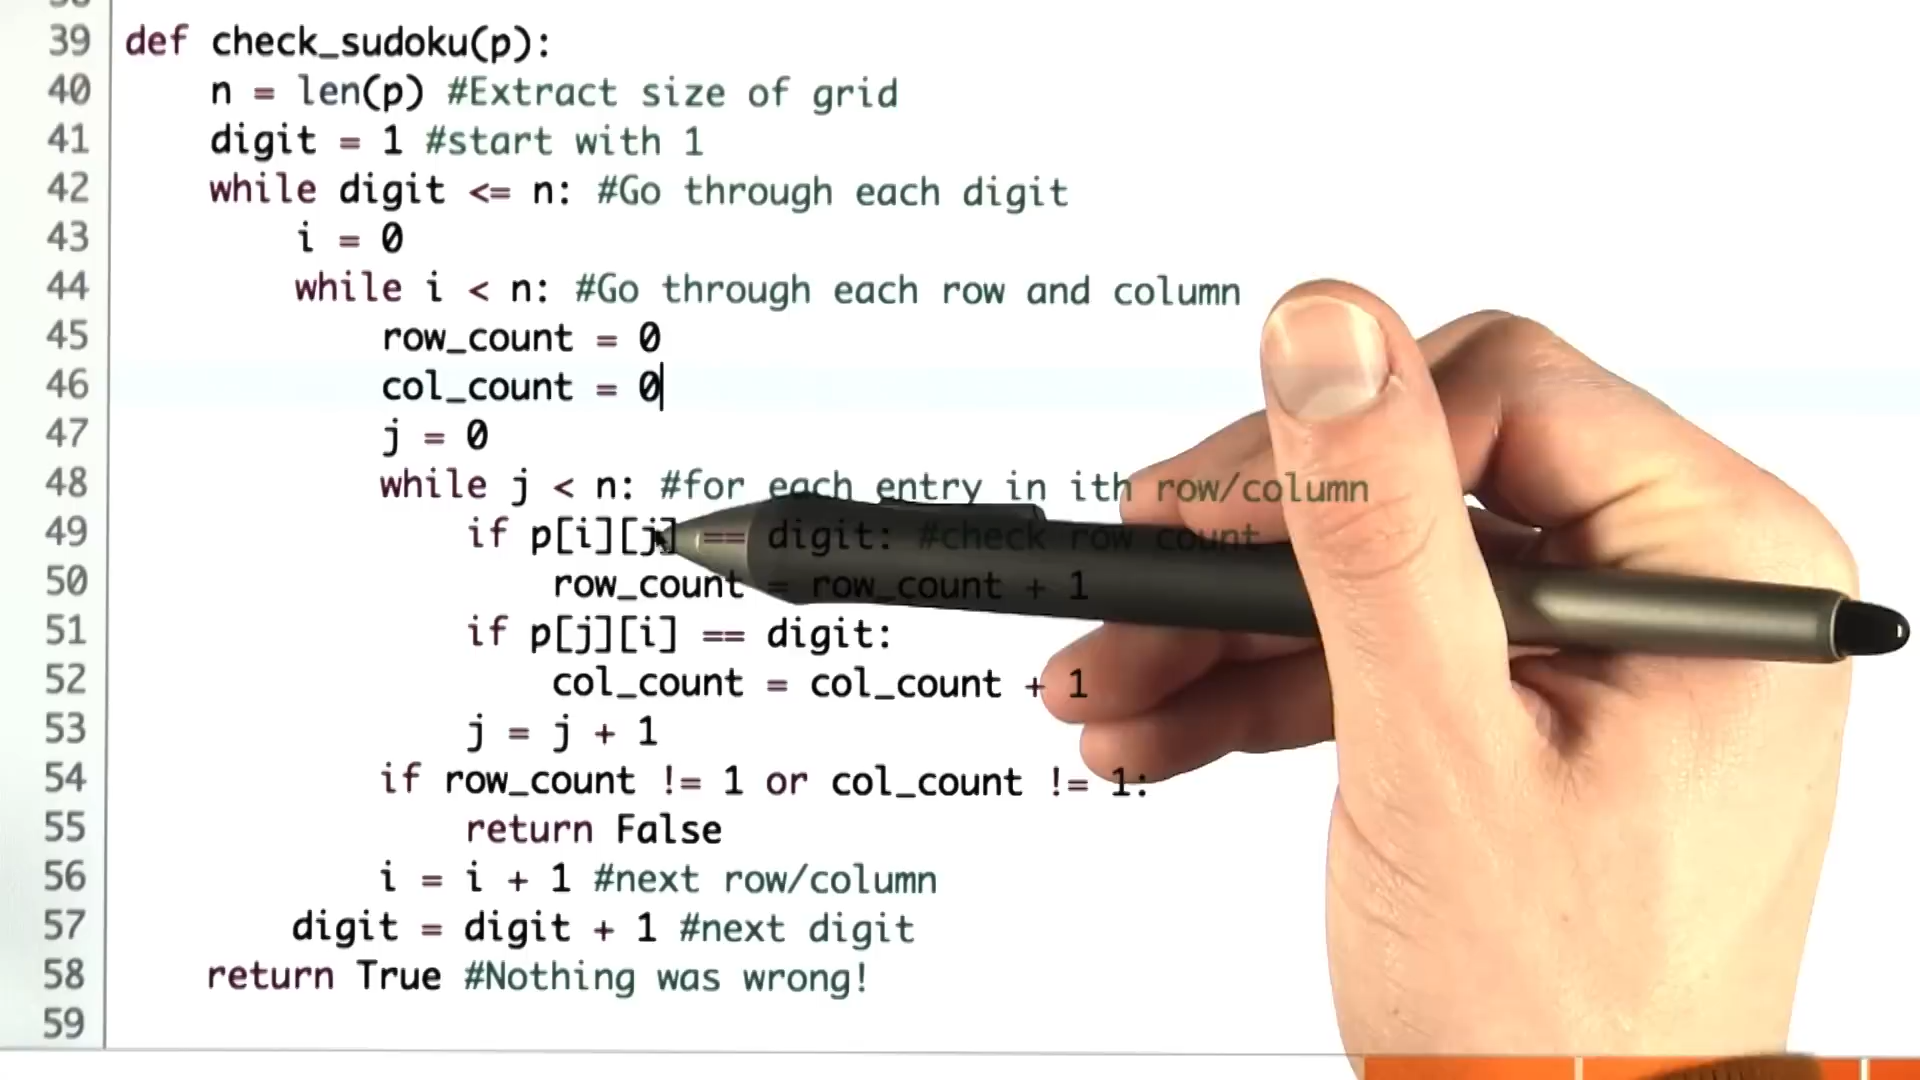 39 def check_sudoku(p):
40 n = len(p) #Extract size of grid
41 digit = 1 #start with 1
42 while digit <= n: #Go through each digit
43 i = 0
44 while i < n: #Go through each row and column
45 row_count = 0
46 col_count = 0
47 j = 0
48 while j < n: #for each entry in ith row/column
49 if p[i][j] == digit: #check row count
50 row_count = row_count + 1
51 if p[j][i] == digit:
52 col_count = col_count + 1
53 j = j + 1
54 if row_count != 1 or col_count != 1:
55 return False
56 i = i + 1 #next row/column
57 digit = digit + 1 #next digit
58 return True #Nothing was wrong!
59